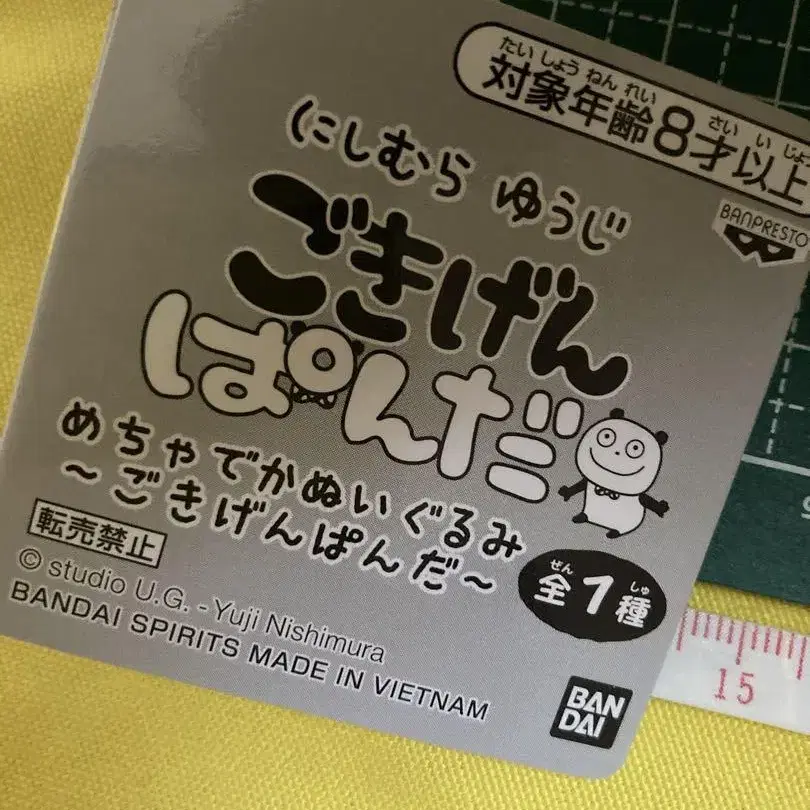 たいしょうねんれい さいいじょう
対象年齢8才以上
にしむら ゆうじ
BANPRESTO
ごきげん
ぱんだ
めちゃでかぬいぐるみ
～ごきげんぱんだ～
転売禁止
ぜん しゅ
全1種
© studio U.G. - Yuji Nishimura
BANDAI SPIRITS MADE IN VIETNAM
BAN
DAI
15